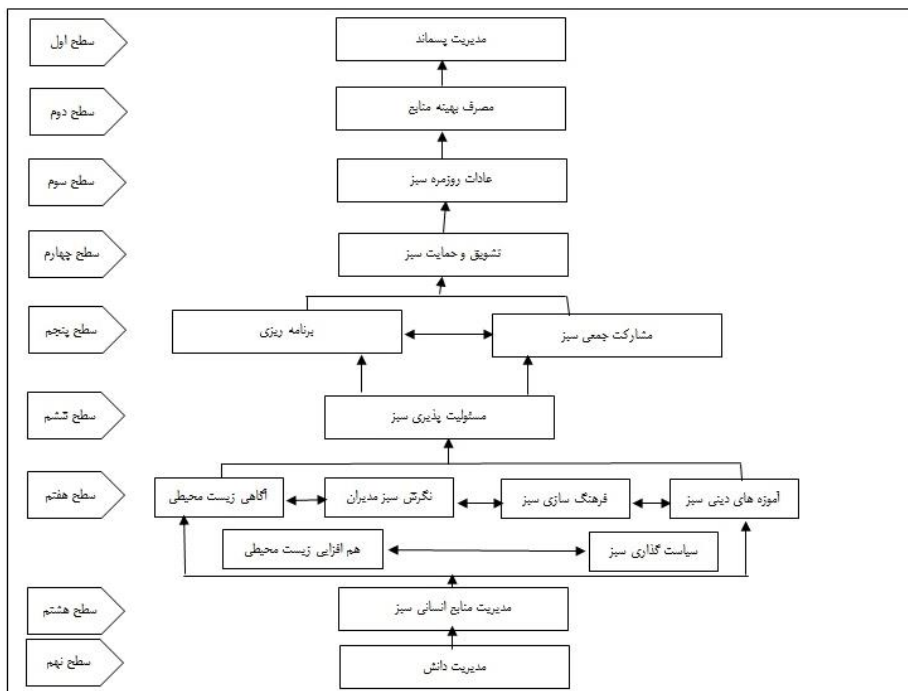 سطح اول
مدیریت پسماند
سطح دوم
مصرف بهینه منابع
سطح سوم
عادات روزمره سبز
سطح چهارم
تشویق و حمایت سبز
سطح پنجم
مشارکت جمعی سبز
برنامه ریزی
سطح ششم
مسئولیت پذیری سبز
سطح هفتم
آموزه های دینی سبز
فرهنگ سازی سبز
نگرش سبز مدیران
آگاهی زیست محیطی
سیاست گذاری سبز
هم افزایی زیست محیطی
سطح هشتم
مدیریت منابع انسانی سبز
سطح نهم
مدیریت دانش